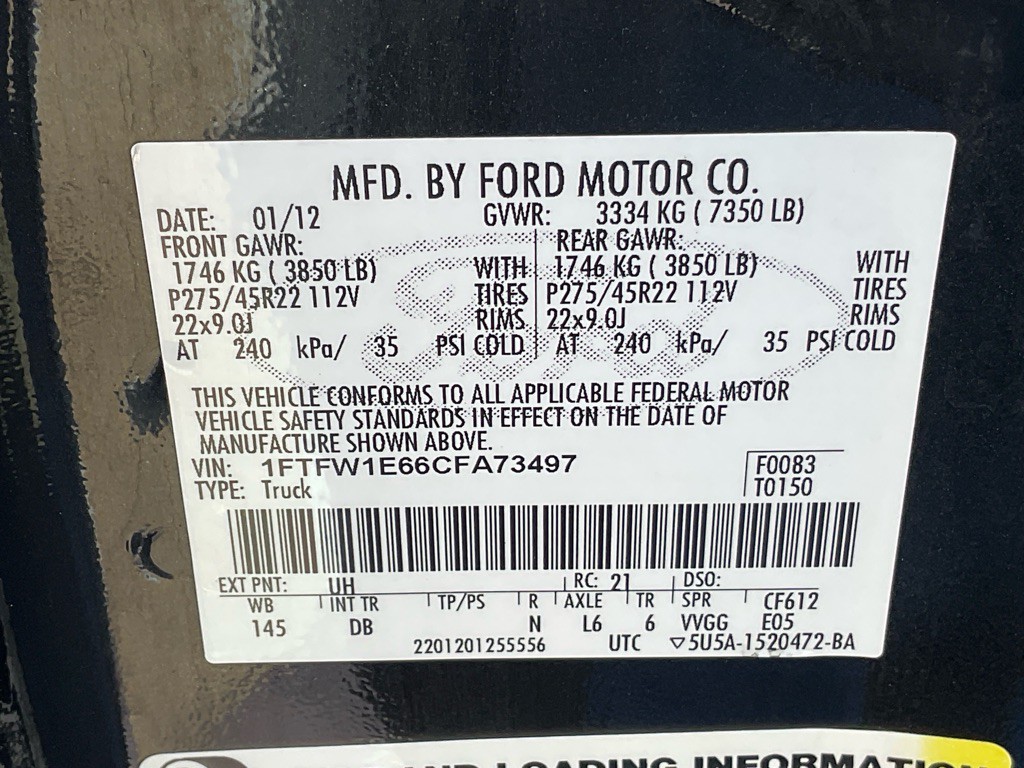 MFD. BY FORD MOTOR CO.
DATE: 01/12 GVWR: 3334 KG ( 7350 LB)
FRONT GAWR: REAR GAWR:
1746 KG ( 3850 LB) WITH 1746 KG ( 3850 LB) WITH
P275/45R22 112V TIRES P275/45R22 112V TIRES
22x9.0J RIMS 22x9.0J RIMS
AT 240 kPa/ 35 PSI COLD AT 240 kPa/ 35 PSI COLD
THIS VEHICLE CONFORMS TO ALL APPLICABLE FEDERAL MOTOR
VEHICLE SAFETY STANDARDS IN EFFECT ON THE DATE OF
MANUFACTURE SHOWN ABOVE.
VIN: 1FTFW1E66CFA73497 F0083
TYPE: Truck T0150
EXT PNT: UH RC: 21 DSO:
WB INT TR TP/PS R AXLE TR SPR CF612
145 DB N L6 6 VVGG E05
2201201255556 UTC ▽5U5A-1520472-BA
AND LOADING INFORMATION